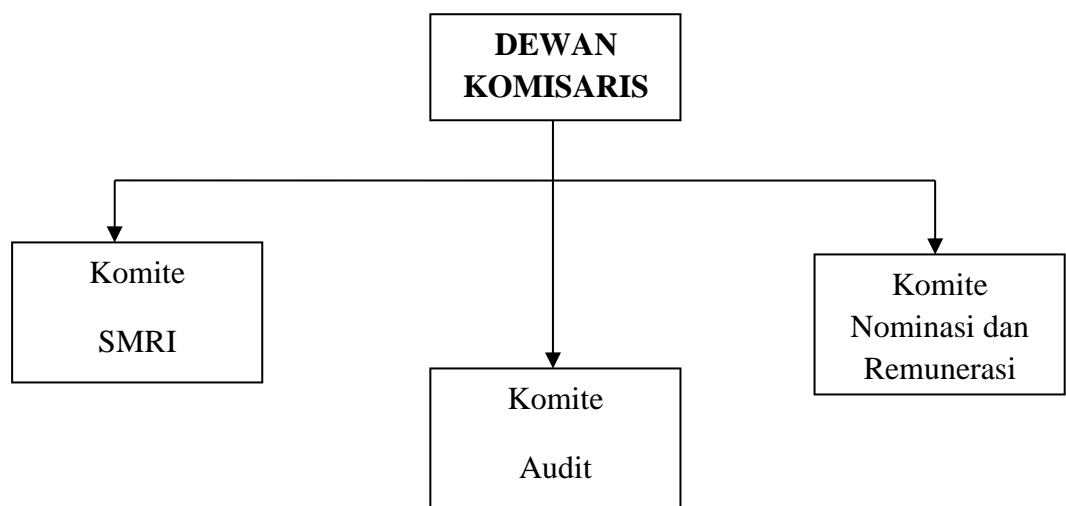 DEWAN
KOMISARIS
Komite
SMRI
Komite
Audit
Komite
Nominasi dan
Remunerasi